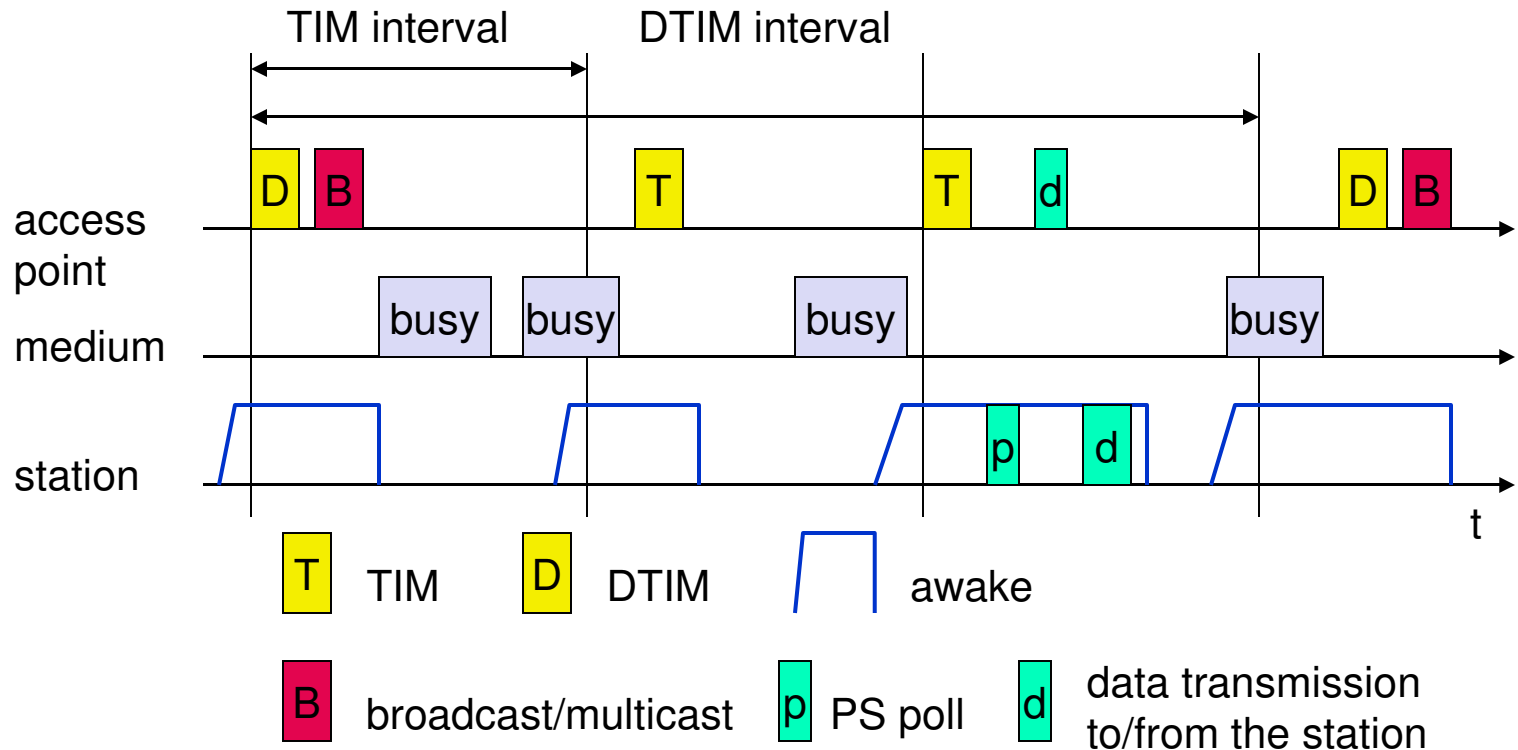 TIM interval DTIM interval
D B T T d D B
access
point
busy busy busy busy
medium
p d
station
t
T TIM D DTIM awake
B broadcast/multicast p PS poll d data transmission
to/from the station